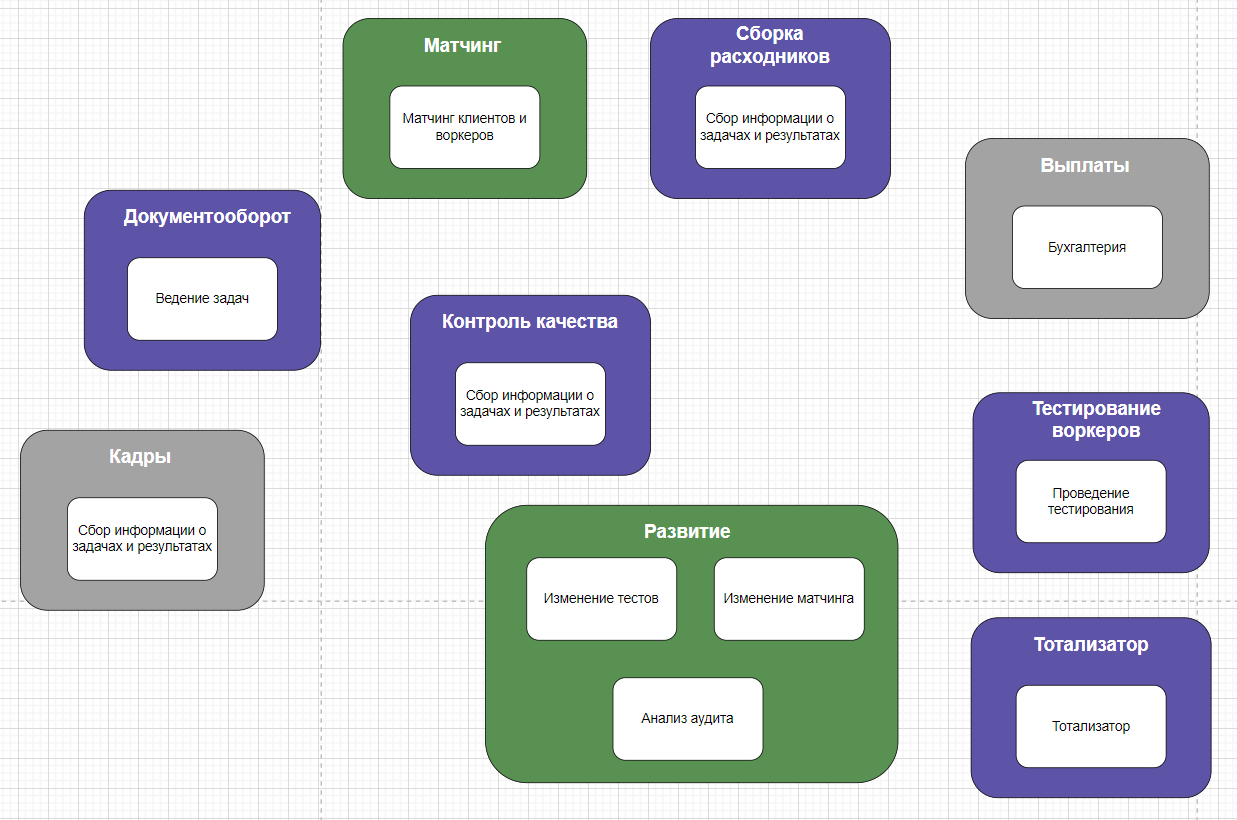 Матчинг
Матчинг клиентов и
воркеров
Сборка
расходников
Сбор информации о
задачах и результатах
Выплаты
Бухгалтерия
Документооборот
Ведение задач
Контроль качества
Сбор информации о
задачах и результатах
Тестирование
воркеров
Проведение
тестирования
Кадры
Сбор информации о
задачах и результатах
Развитие
Изменение тестов
Изменение матчинга
Анализ аудита
Тотализатор
Тотализатор